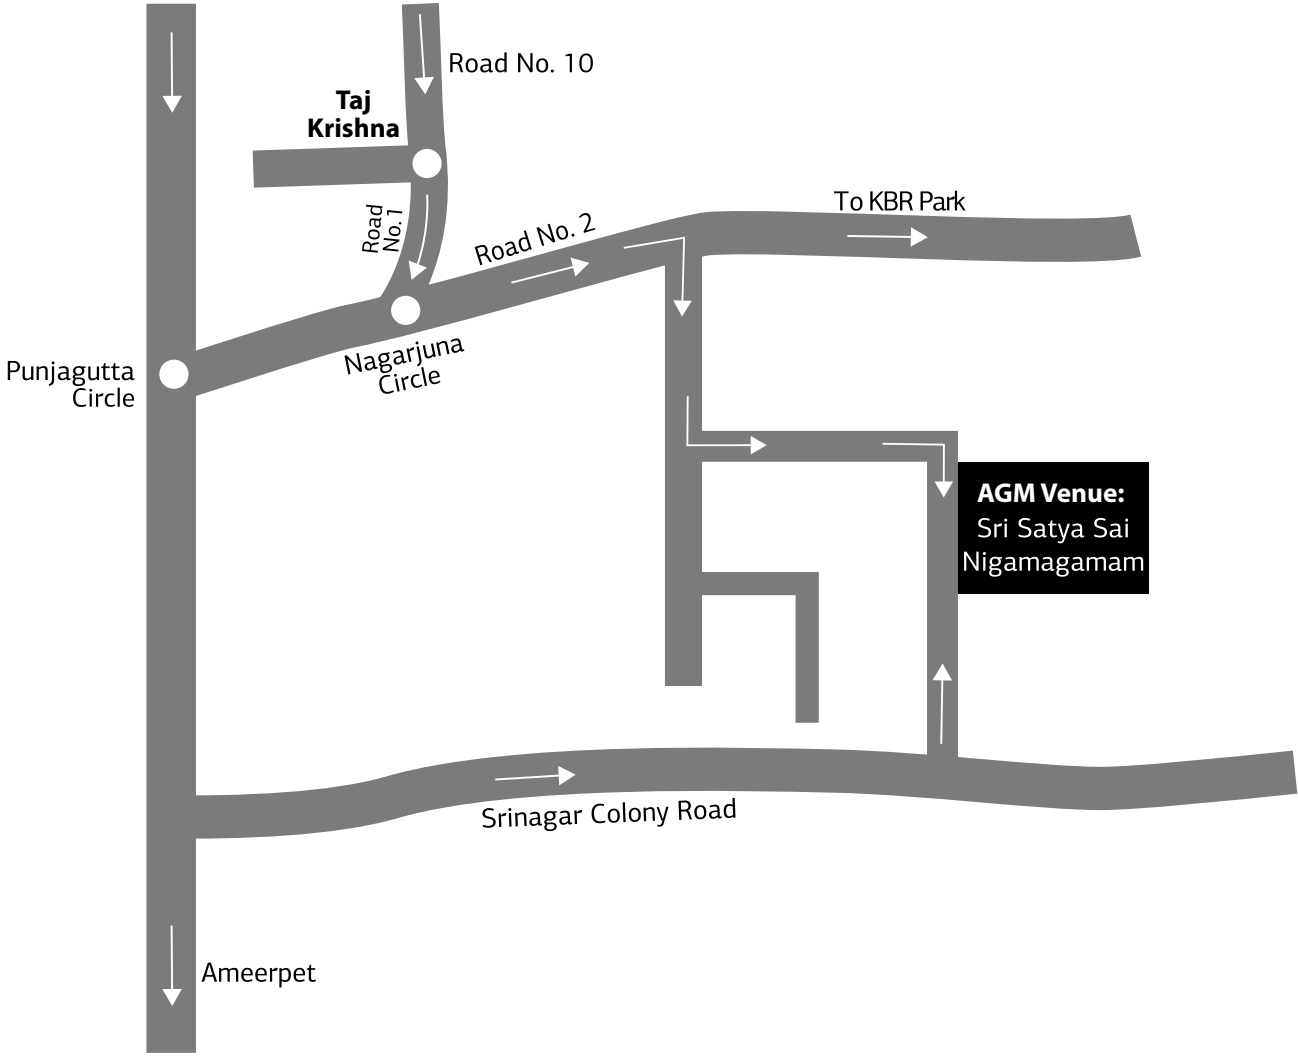 Road No. 10
Taj
Krishna
Road
No.1
Road No. 2
To KBR Park
Nagarjuna
Circle
Punjagutta
Circle
AGM Venue:
Sri Satya Sai
Nigamagamam
Srinagar Colony Road
Ameerpet